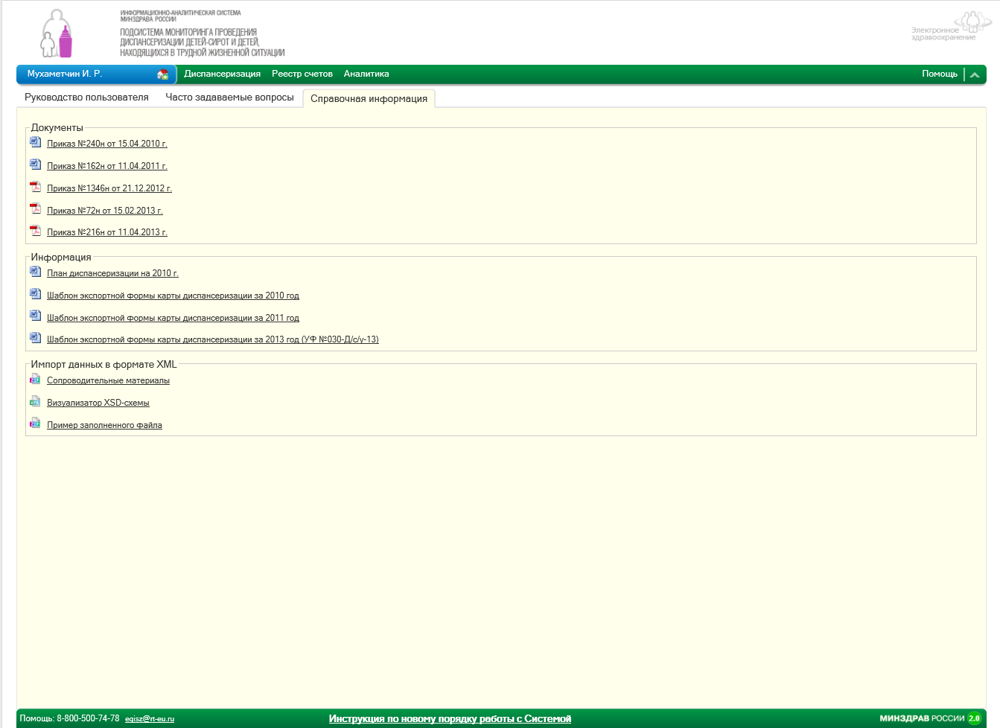 ИНФОРМАЦИОННО-АНАЛИТИЧЕСКАЯ СИСТЕМА
МИНЗДРАВА РОССИИ
ПОДСИСТЕМА МОНИТОРИНГА ПРОВЕДЕНИЯ
ДИСПАНСЕРИЗАЦИИ ДЕТЕЙ-СИРОТ И ДЕТЕЙ,
НАХОДЯЩИХСЯ В ТРУДНОЙ ЖИЗНЕННОЙ СИТУАЦИИ
Электронное
здравоохранение
Мухаметчин И. Р. Диспансеризация Реестр счетов Аналитика Помощь
Руководство пользователя Часто задаваемые вопросы Справочная информация
Документы
Приказ №240н от 15.04.2010 г.
Приказ №162н от 11.04.2011 г.
Приказ №1346н от 21.12.2012 г.
Приказ №72н от 15.02.2013 г.
Приказ №216н от 11.04.2013 г.
Информация
План диспансеризации на 2010 г.
Шаблон экспортной формы карты диспансеризации за 2010 год
Шаблон экспортной формы карты диспансеризации за 2011 год
Шаблон экспортной формы карты диспансеризации за 2013 год (УФ №030-Д/с/у-13)
Импорт данных в формате XML
Сопроводительные материалы
Визуализатор XSD-схемы
Пример заполненного файла
Помощь: 8-800-500-74-78 egisz@rt-eu.ru Инструкция по новому порядку работы с Системой МИНЗДРАВ РОССИИ 2.0